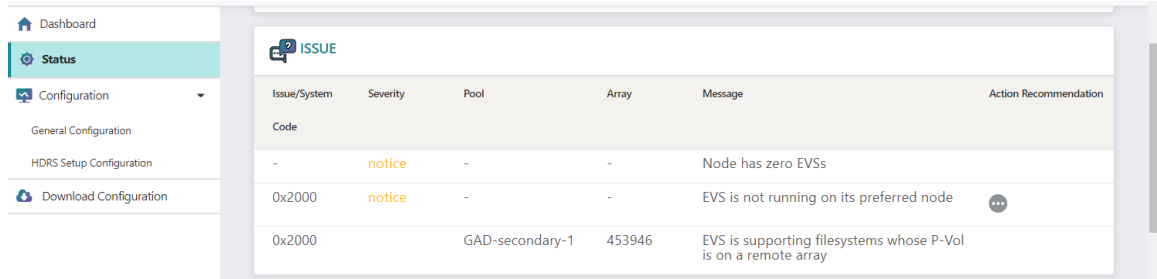 Dashboard
Status
Configuration
General Configuration
HDRS Setup Configuration
Download Configuration
ISSUE
Issue/System Code Severity Pool Array Message Action Recommendation
- notice - - Node has zero EVSs
0x2000 notice - - EVS is not running on its preferred node
0x2000 GAD-secondary-1 453946 EVS is supporting filesystems whose P-Vol
is on a remote array